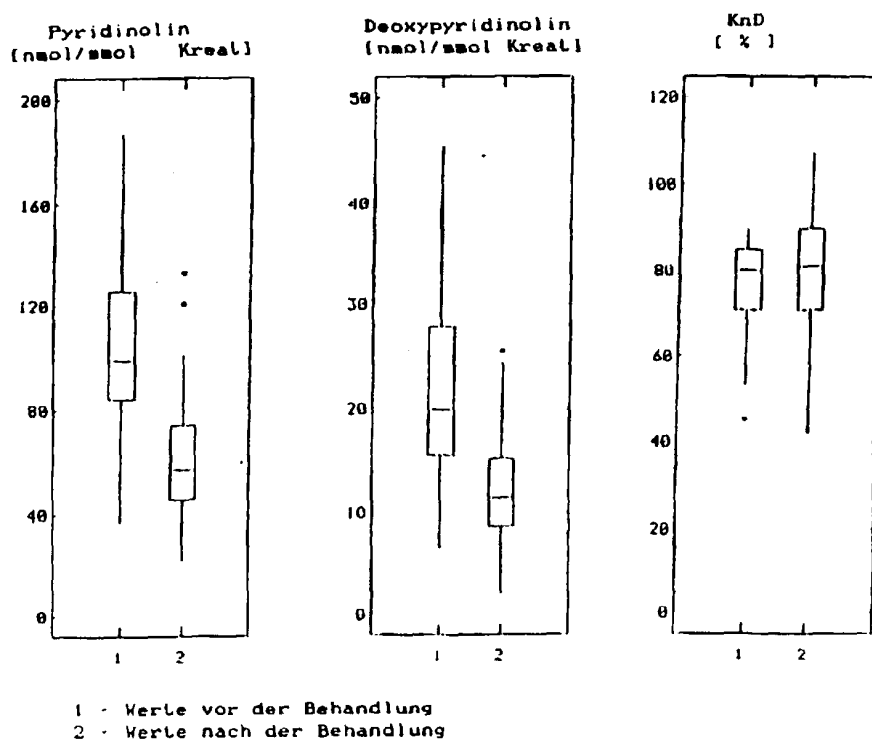 Pyridinolin
[nmol/mmol Kreat]
200
160
120
80
40
0
1 2
Deoxypyridinolin
[nmol/mmol Kreat]
50
40
30
20
10
0
1 2
KnD
[ % ]
120
100
80
60
40
20
0
1 2
1 - Werte vor der Behandlung
2 - Werte nach der Behandlung